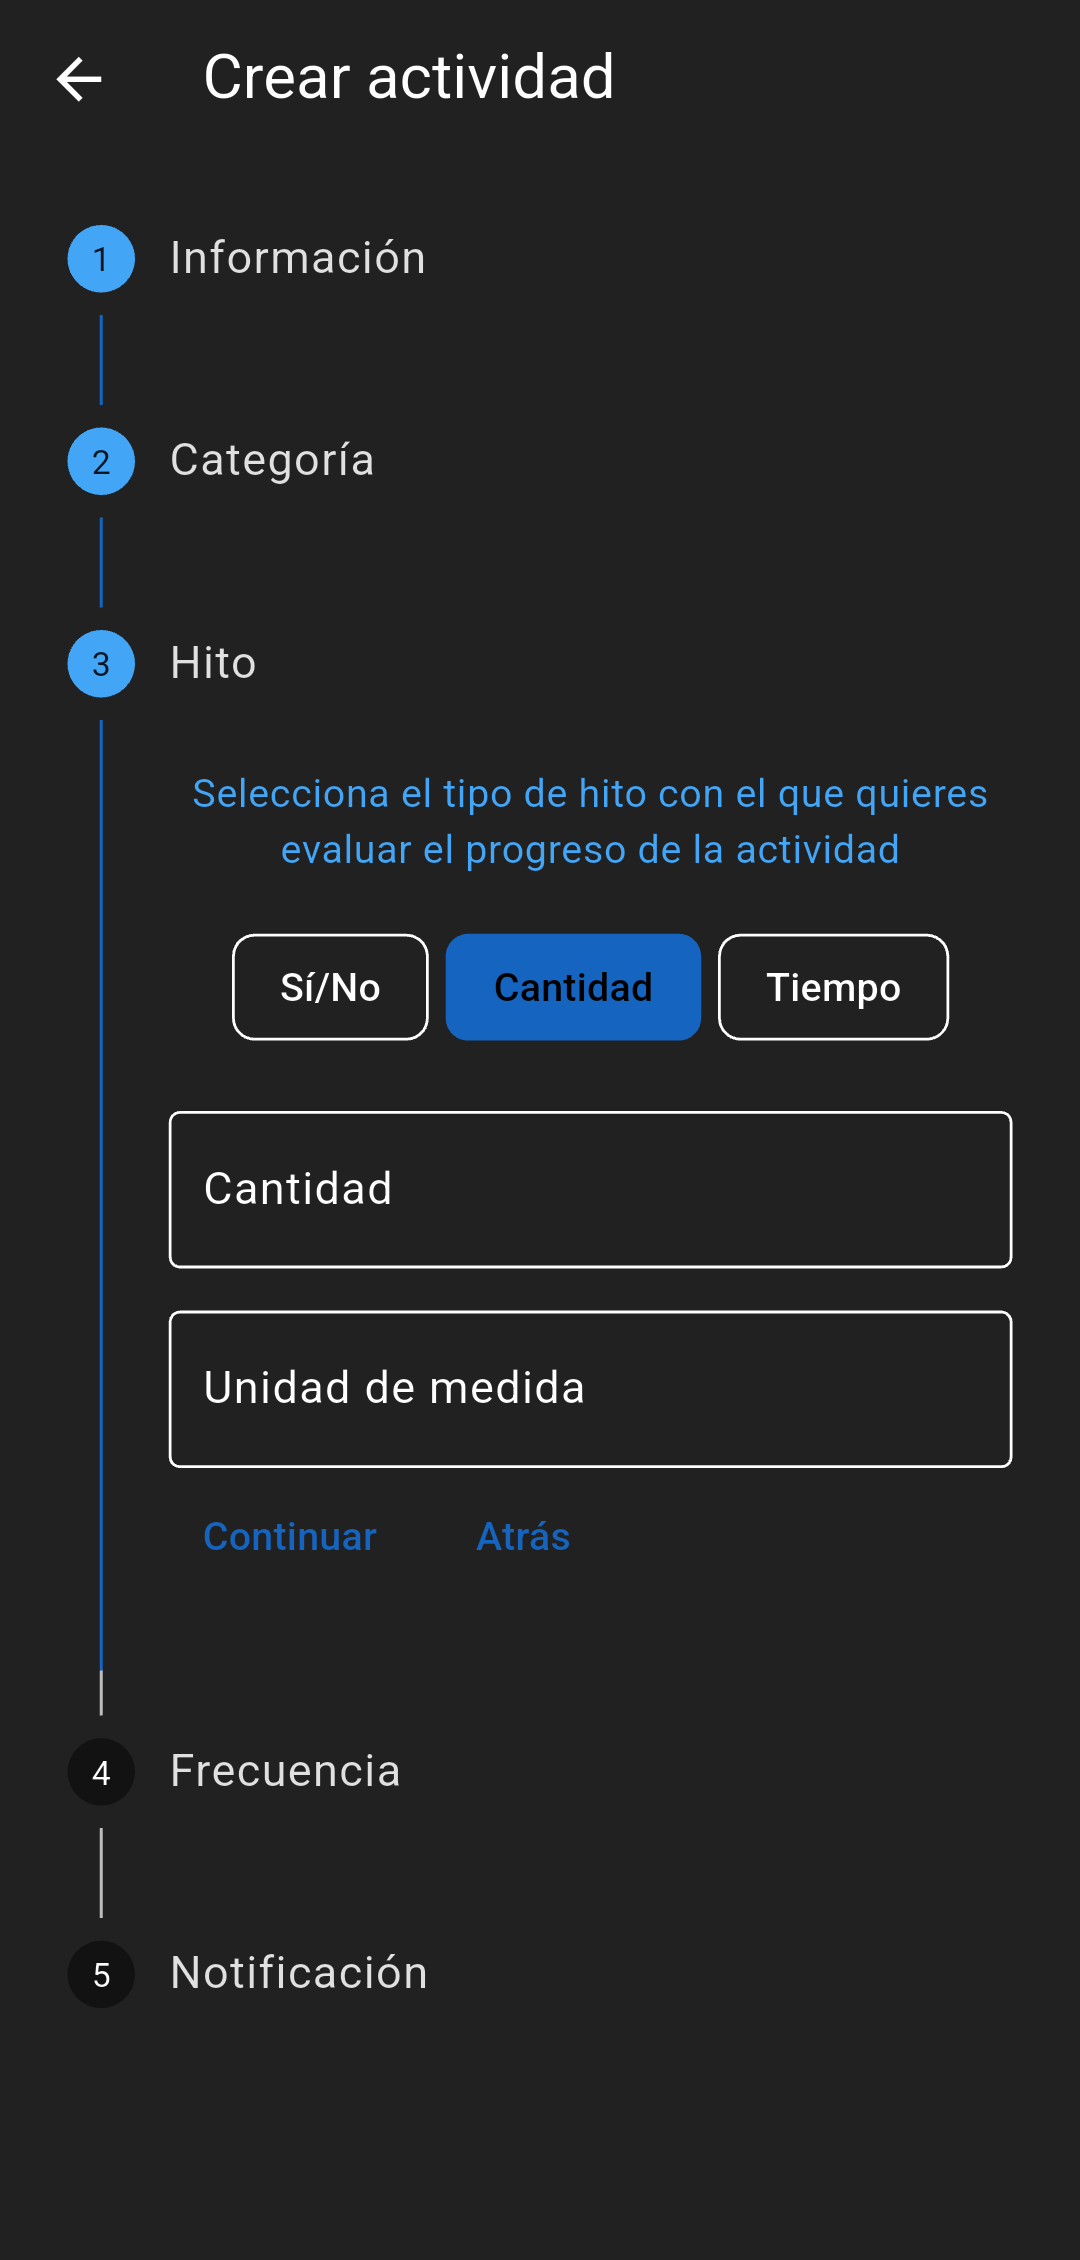 Crear actividad
1 Información
2 Categoría
3 Hito
Selecciona el tipo de hito con el que quieres
evaluar el progreso de la actividad
Sí/No Cantidad Tiempo
Cantidad
Unidad de medida
Continuar Atrás
4 Frecuencia
5 Notificación